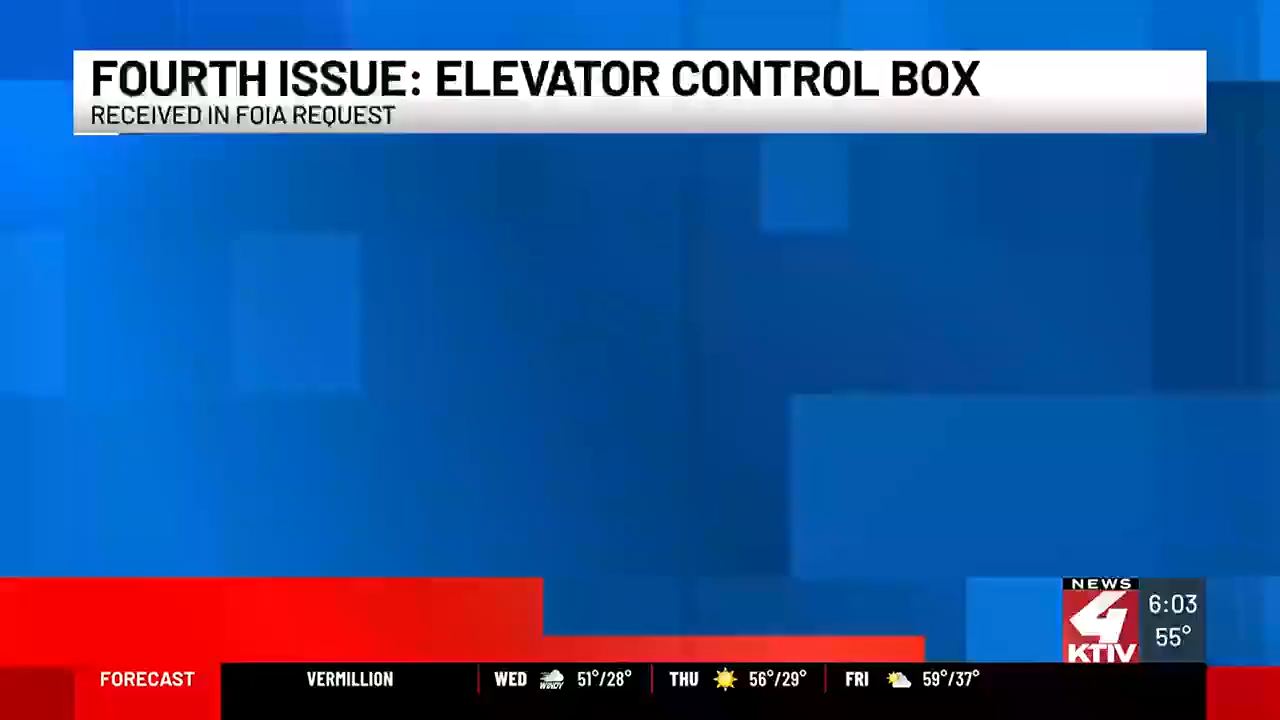 FOURTH ISSUE: ELEVATOR CONTROL BOX
RECEIVED IN FOIA REQUEST
NEWS
4
KTIV
6:03
55°
FORECAST VERMILLION WED WINDY 51°/28° THU 56°/29° FRI 59°/37°